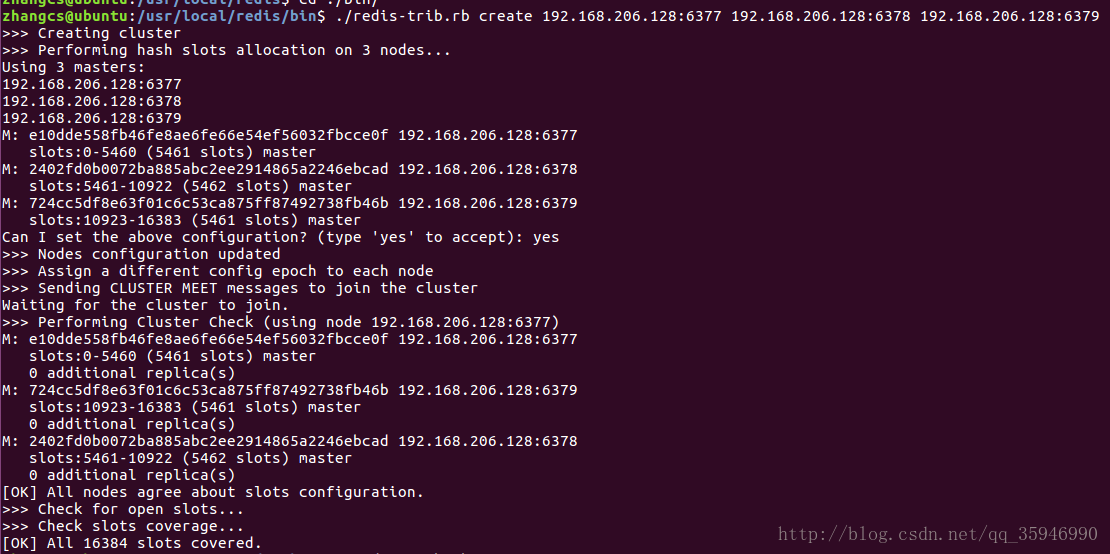 zhangcs@ubuntu:/usr/local/redis$ cd ./bin/
zhangcs@ubuntu:/usr/local/redis/bin$ ./redis-trib.rb create 192.168.206.128:6377 192.168.206.128:6378 192.168.206.128:6379
>>> Creating cluster
>>> Performing hash slots allocation on 3 nodes...
Using 3 masters:
192.168.206.128:6377
192.168.206.128:6378
192.168.206.128:6379
M: e10dde558fb46fe8ae6fe66e54ef56032fbcce0f 192.168.206.128:6377
   slots:0-5460 (5461 slots) master
M: 2402fd0b0072ba885abc2ee2914865a2246ebcad 192.168.206.128:6378
   slots:5461-10922 (5462 slots) master
M: 724cc5df8e63f01c6c53ca875ff87492738fb46b 192.168.206.128:6379
   slots:10923-16383 (5461 slots) master
Can I set the above configuration? (type 'yes' to accept): yes
>>> Nodes configuration updated
>>> Assign a different config epoch to each node
>>> Sending CLUSTER MEET messages to join the cluster
Waiting for the cluster to join.
>>> Performing Cluster Check (using node 192.168.206.128:6377)
M: e10dde558fb46fe8ae6fe66e54ef56032fbcce0f 192.168.206.128:6377
   slots:0-5460 (5461 slots) master
   0 additional replica(s)
M: 724cc5df8e63f01c6c53ca875ff87492738fb46b 192.168.206.128:6379
   slots:10923-16383 (5461 slots) master
   0 additional replica(s)
M: 2402fd0b0072ba885abc2ee2914865a2246ebcad 192.168.206.128:6378
   slots:5461-10922 (5462 slots) master
   0 additional replica(s)
[OK] All nodes agree about slots configuration.
>>> Check for open slots...
>>> Check slots coverage...
[OK] All 16384 slots covered.
http://blog.csdn.net/qq_35946990